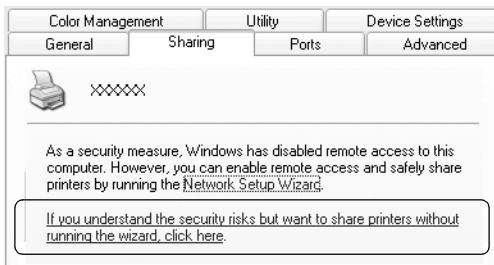 Color Management Utility Device Settings
General Sharing Ports Advanced
XXXXXX
As a security measure, Windows has disabled remote access to this
computer. However, you can enable remote access and safely share
printers by running the Network Setup Wizard.
If you understand the security risks but want to share printers without
running the wizard, click here.